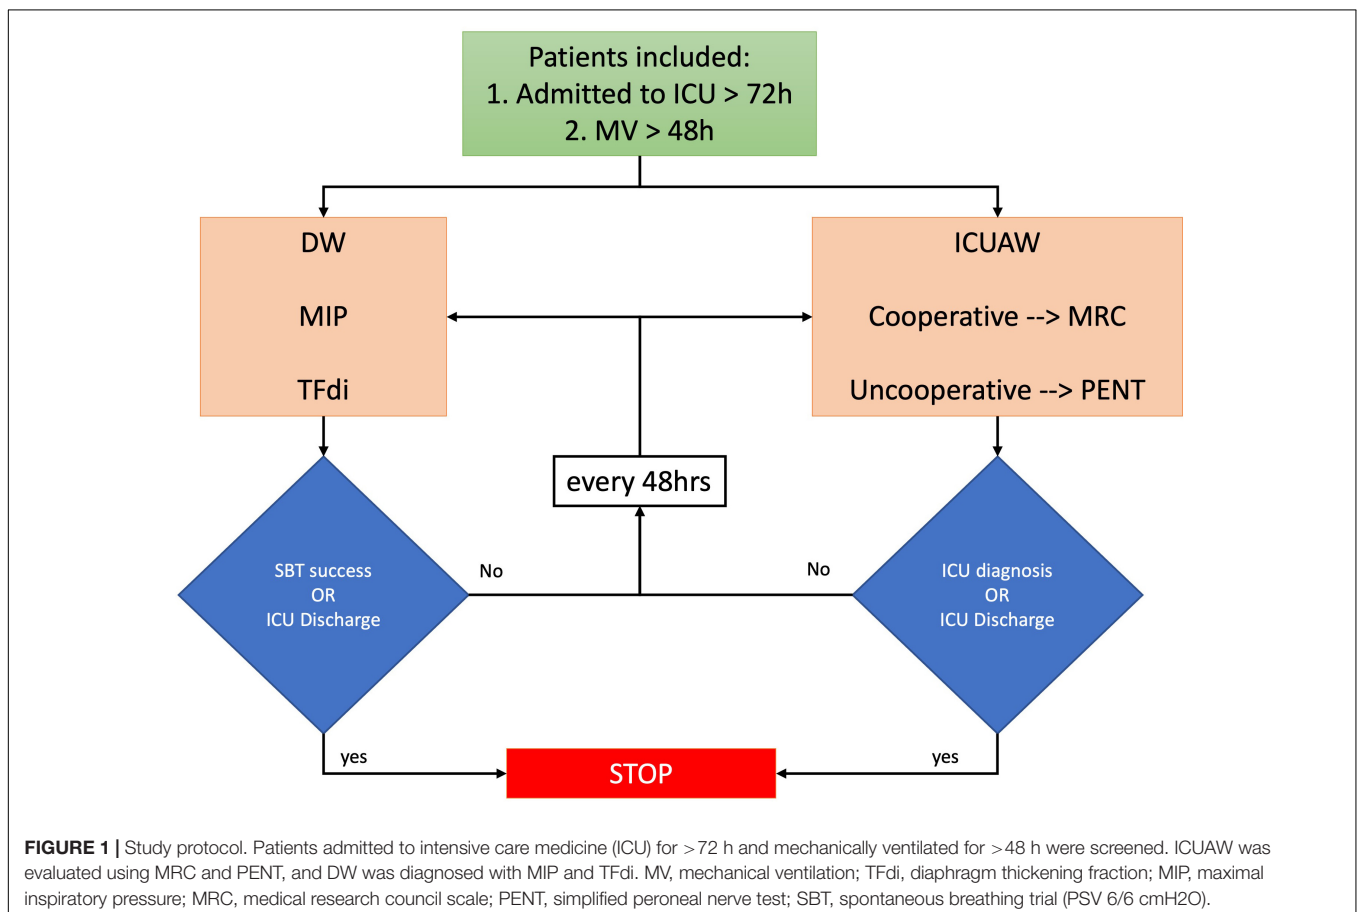 Patients included:
1. Admitted to ICU > 72h
2. MV > 48h
DW
MIP
TFdi
ICUAW
Cooperative --> MRC
Uncooperative --> PENT
every 48hrs
SBT success
OR
ICU Discharge
No
No
ICU diagnosis
OR
ICU Discharge
yes
STOP
yes
FIGURE 1 | Study protocol. Patients admitted to intensive care medicine (ICU) for >72 h and mechanically ventilated for >48 h were screened. ICUAW was
evaluated using MRC and PENT, and DW was diagnosed with MIP and TFdi. MV, mechanical ventilation; TFdi, diaphragm thickening fraction; MIP, maximal
inspiratory pressure; MRC, medical research council scale; PENT, simplified peroneal nerve test; SBT, spontaneous breathing trial (PSV 6/6 cmH2O).